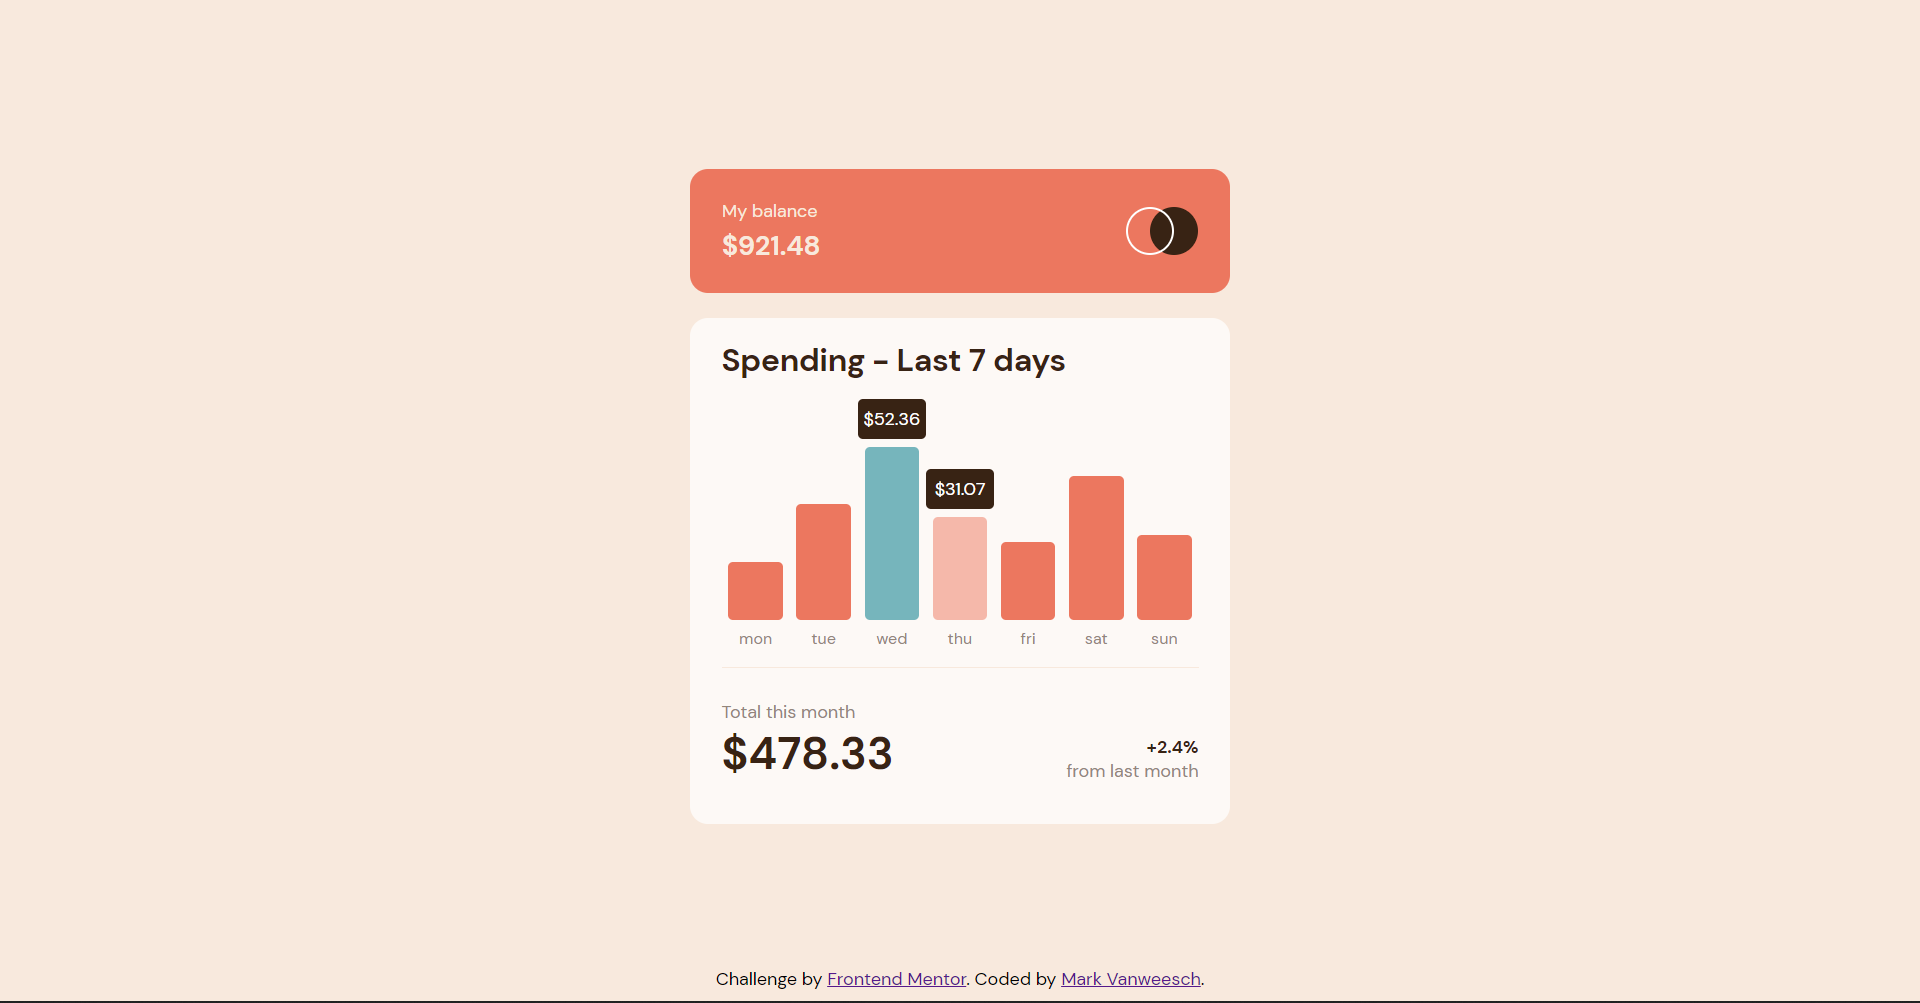 My balance
$921.48
Spending - Last 7 days
$52.36
$31.07
mon tue wed thu fri sat sun
Total this month
$478.33
+2.4%
from last month
Challenge by Frontend Mentor. Coded by Mark Vanweesch.